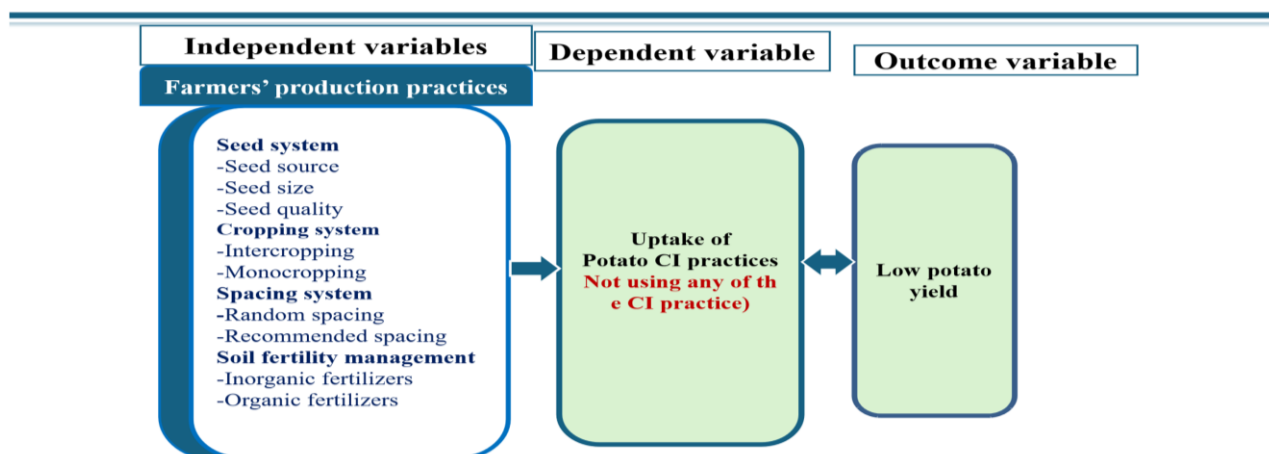 Independent variables
Dependent variable
Outcome variable
Farmers’ production practices
Seed system
-Seed source
-Seed size
-Seed quality
Cropping system
-Intercropping
-Monocropping
Spacing system
-Random spacing
-Recommended spacing
Soil fertility management
-Inorganic fertilizers
-Organic fertilizers
Uptake of
Potato CI practices
Not using any of th
e CI practice)
Low potato
yield